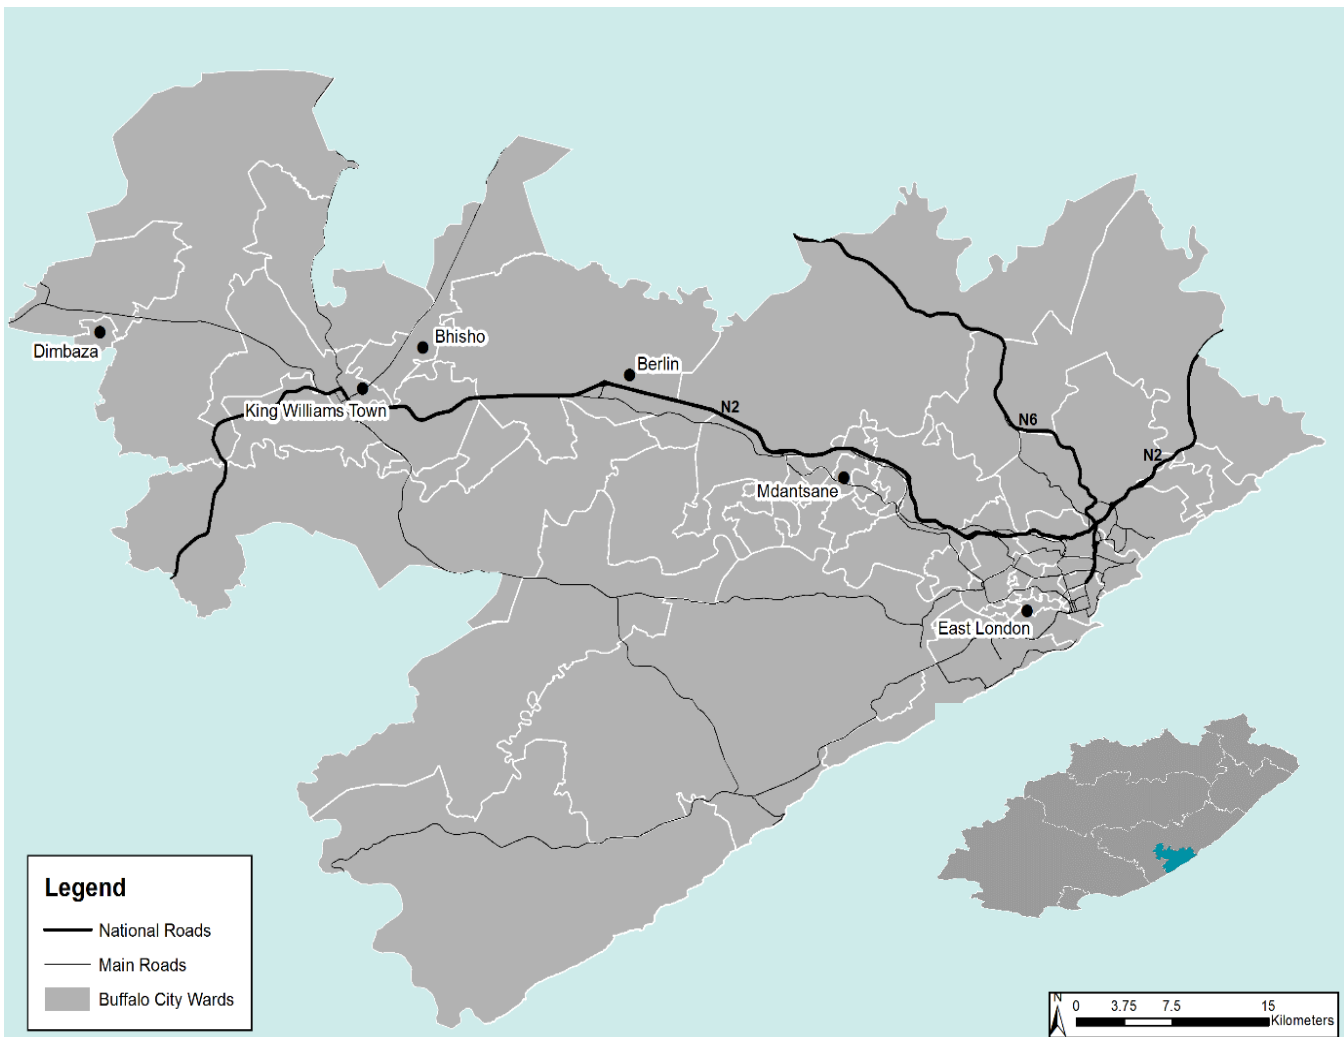 Bhisho
Dimbaza
Berlin
King Williams Town
N2
N6
N2
Mdantsane
East London
Legend
National Roads
Main Roads
Buffalo City Wards
N
0 3.75 7.5 15
Kilometers